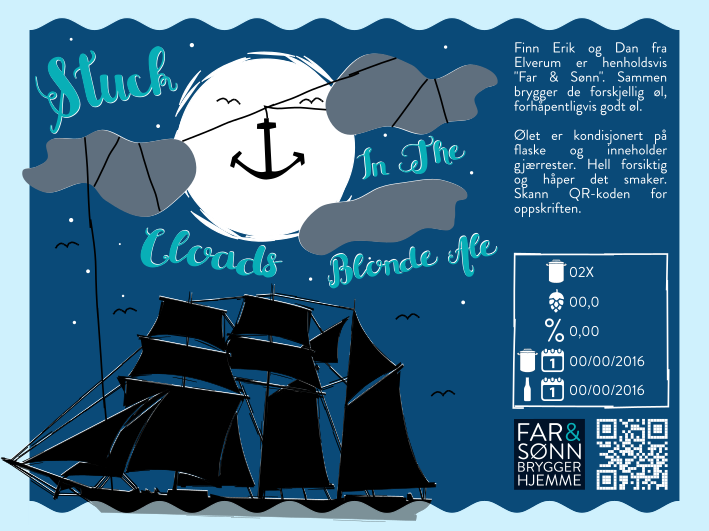 Stuck
In The
Cloads
Blonde Ale
Finn Erik og Dan fra
Elverum er henholdsvis
"Far & Sønn". Sammen
brygger de forskjellig øl,
forhåpentligvis godt øl.
Ølet er kondisjonert på
flaske og inneholder
gjærrester. Hell forsiktig
og håper det smaker.
Skann QR-koden for
oppskriften.
02X
00,0
% 0,00
1 00/00/2016
1 00/00/2016
FAR&
SØNN
BRYGGER
HJEMME